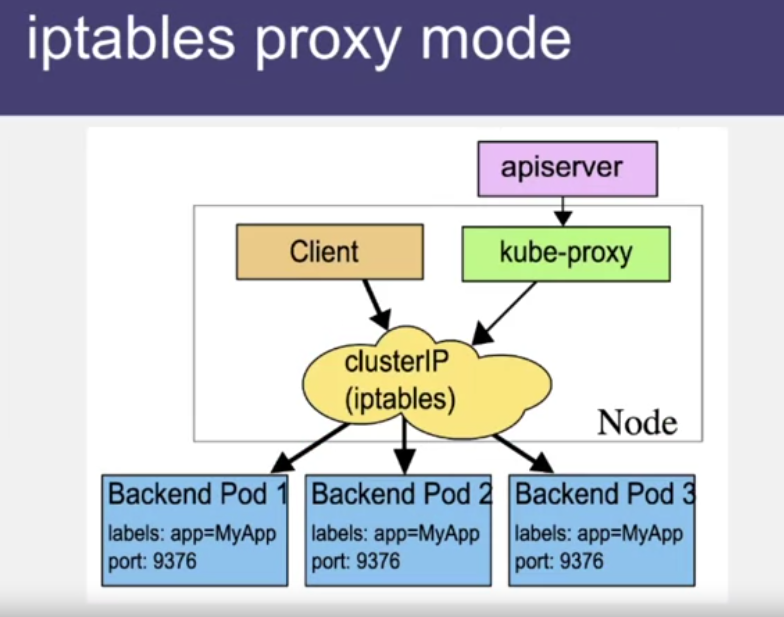 iptables proxy mode
apiserver
Client
kube-proxy
clusterIP
(iptables)
Node
Backend Pod 1
labels: app=MyApp
port: 9376
Backend Pod 2
labels: app=MyApp
port: 9376
Backend Pod 3
labels: app=MyApp
port: 9376